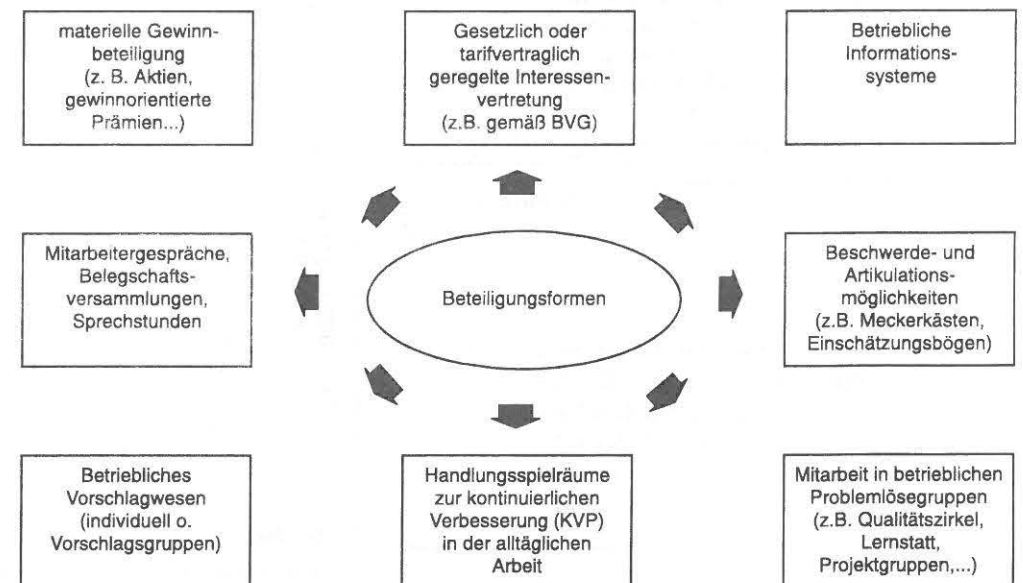 materielle Gewinn-
beteiligung
(z. B. Aktien,
gewinnorientierte
Prämien...)
Gesetzlich oder
tarifvertraglich
geregelte Interessen-
vertretung
(z.B. gemäß BVG)
Betriebliche
Informations-
systeme
Mitarbeitergespräche,
Belegschafts-
versammlungen,
Sprechstunden
Beteiligungsformen
Beschwerde- und
Artikulations-
möglichkeiten
(z.B. Meckerkästen,
Einschätzungsbögen)
Betriebliches
Vorschlagwesen
(individuell o.
Vorschlagsgruppen)
Handlungsspielräume
zur kontinuierlichen
Verbesserung (KVP)
in der alltäglichen
Arbeit
Mitarbeit in betrieblichen
Problemlösegruppen
(z.B. Qualitätszirkel,
Lernstatt,
Projektgruppen,...)